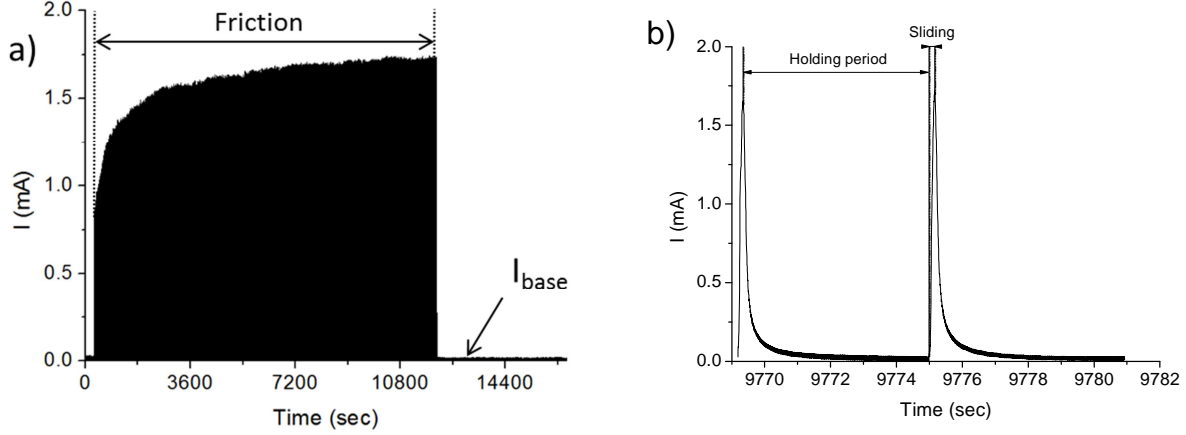 a)
Friction
2.0
1.5
1.0
0.5
0.0
I (mA)
I_base
0 3600 7200 10800 14400
Time (sec)
b)
Sliding
Holding period
2.0
1.5
1.0
0.5
0.0
I (mA)
9770 9772 9774 9776 9778 9780 9782
Time (sec)